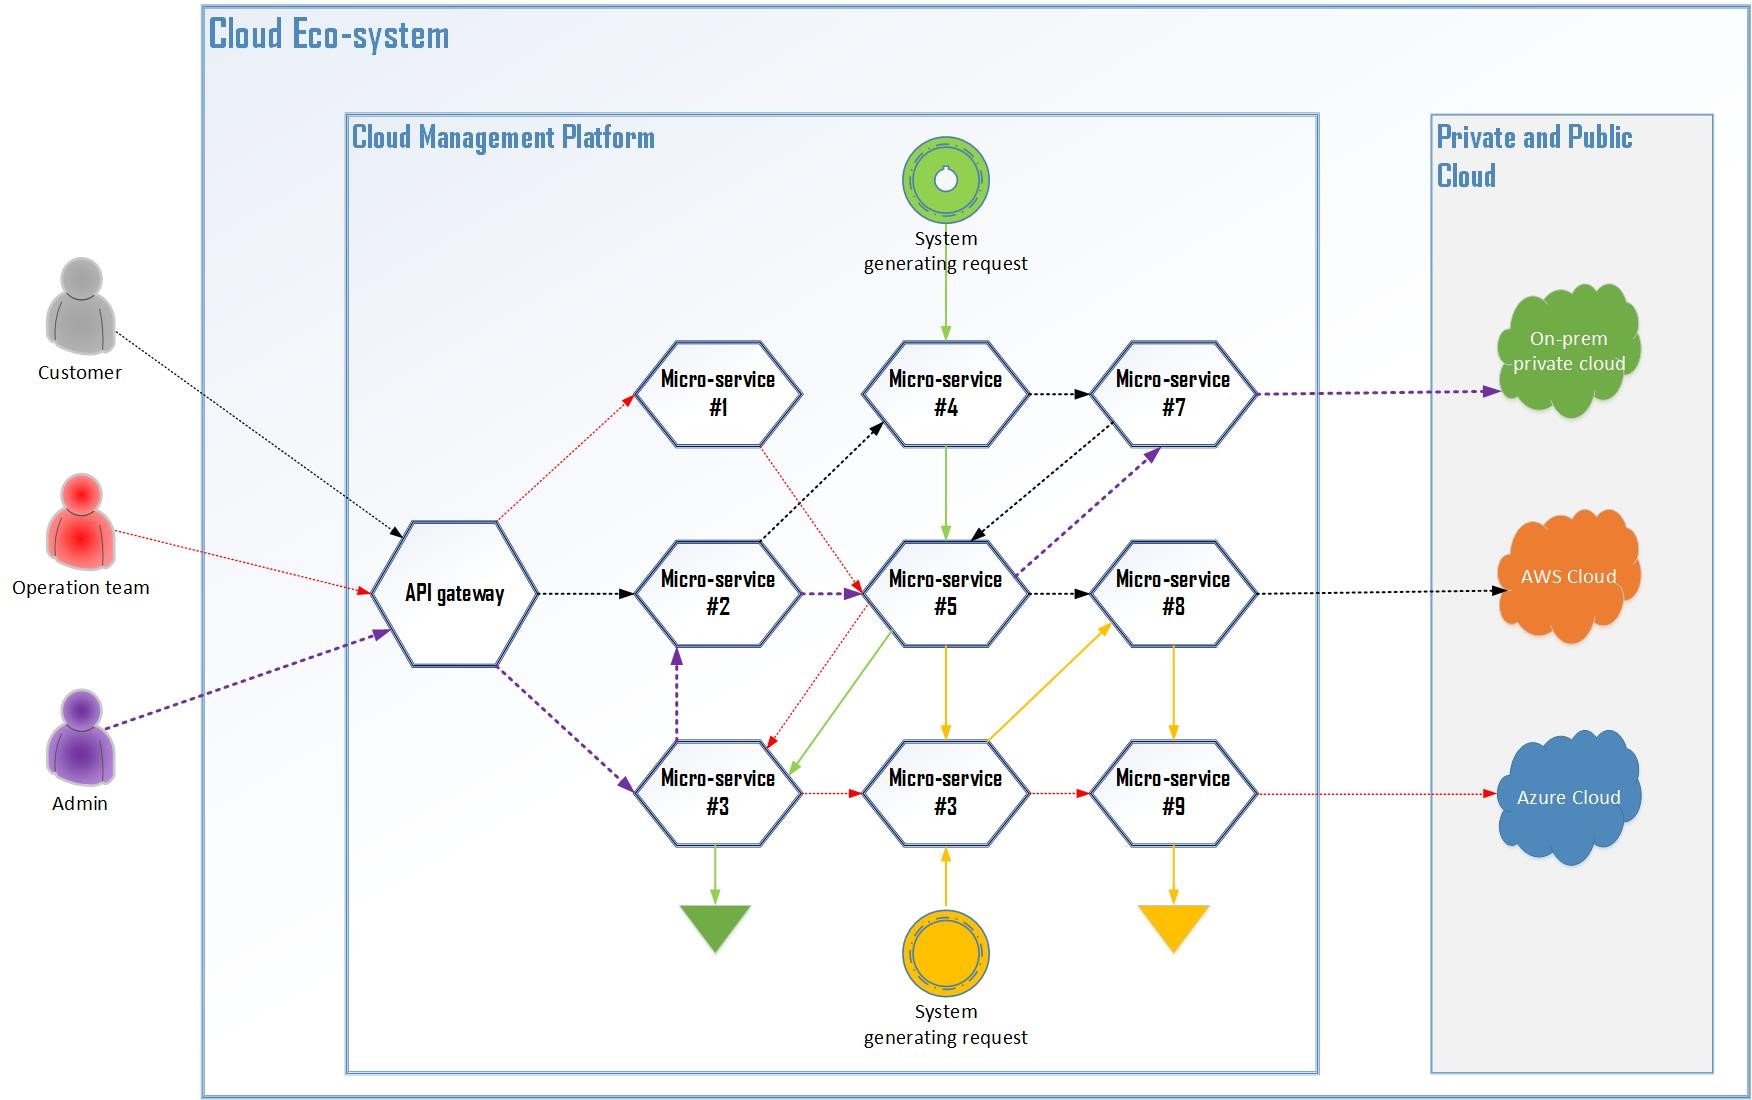 Cloud Eco-system
Cloud Management Platform
Private and Public
Cloud
System
generating request
Customer
Operation team
Admin
API gateway
Micro-service
#1
Micro-service
#4
Micro-service
#7
On-prem
private cloud
Micro-service
#2
Micro-service
#5
Micro-service
#8
AWS Cloud
Micro-service
#3
Micro-service
#3
Micro-service
#9
Azure Cloud
System
generating request